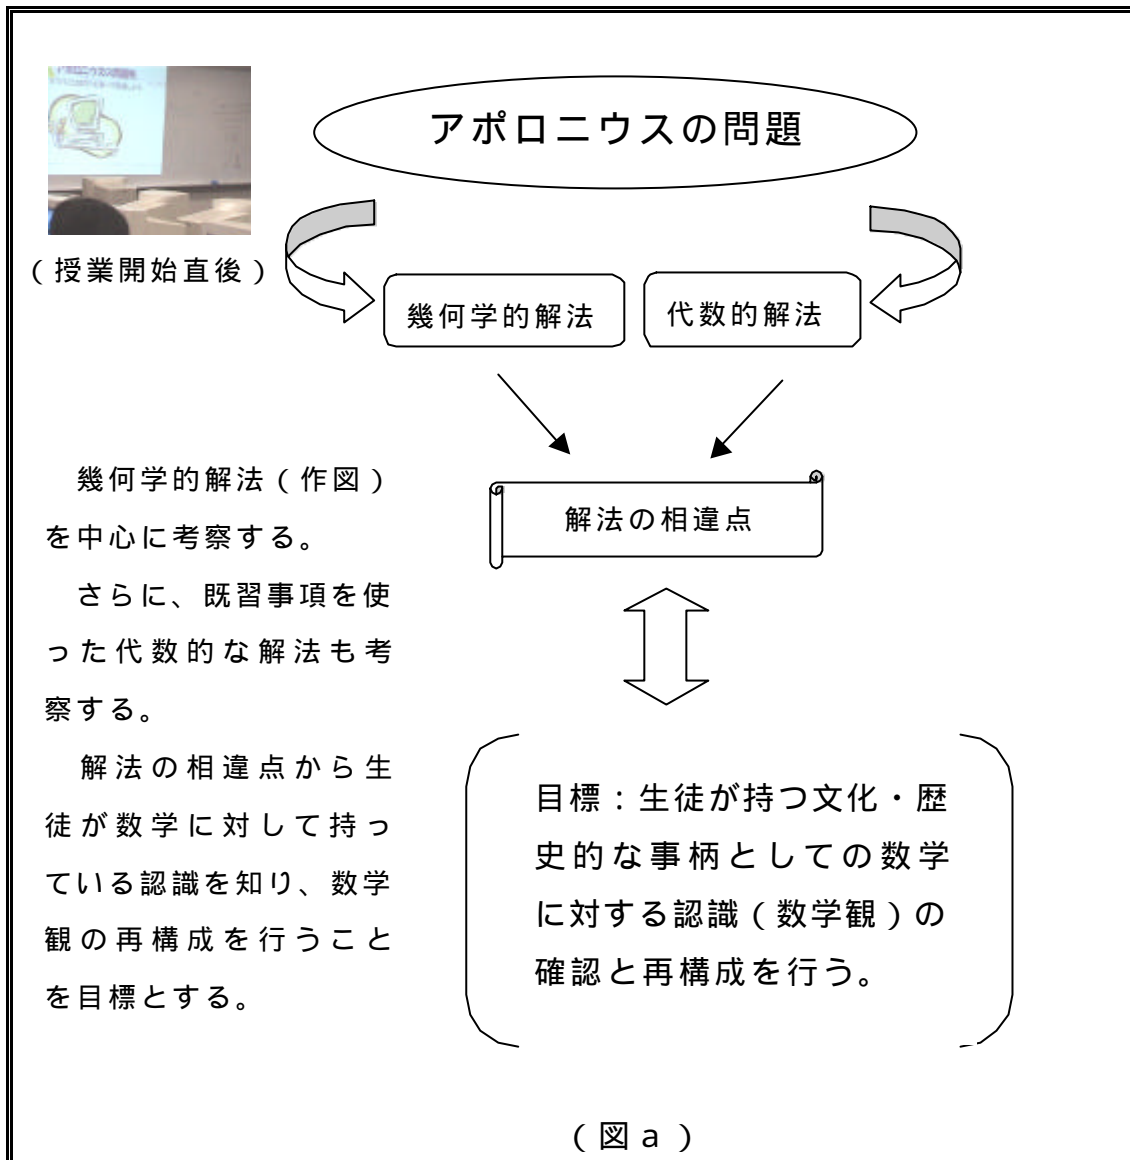 アポロニウスの問題
(授業開始直後)
幾何学的解法
代数的解法
解法の相違点
幾何学的解法(作図)
を中心に考察する。
さらに、既習事項を使
った代数的な解法も考
察する。
解法の相違点から生
徒が数学に対して持っ
ている認識を知り、数学
観の再構成を行うこと
を目標とする。
目標:生徒が持つ文化・歴
史的な事柄としての数学
に対する認識(数学観)の
確認と再構成を行う。
(図a)